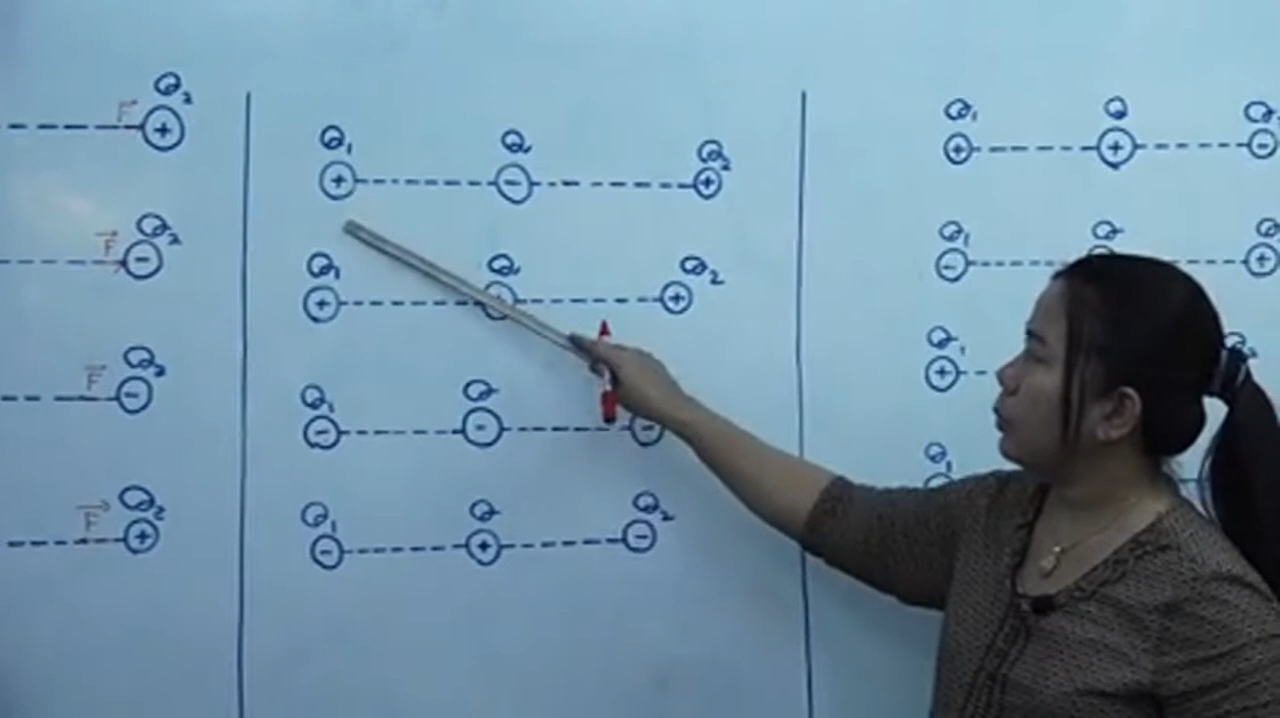 F⃗ Q₂
+
F⃗ Q₂
-
F⃗ Q₂
-
F⃗ Q₂
+
Q₁ Q Q₂
+ - +
Q₁ Q Q₂
+ + +
Q₁ Q
- - -
Q₁ Q Q₂
- + -
Q₁ Q Q
+ + -
Q₁ Q Q
- +
Q₁
+
Q₁